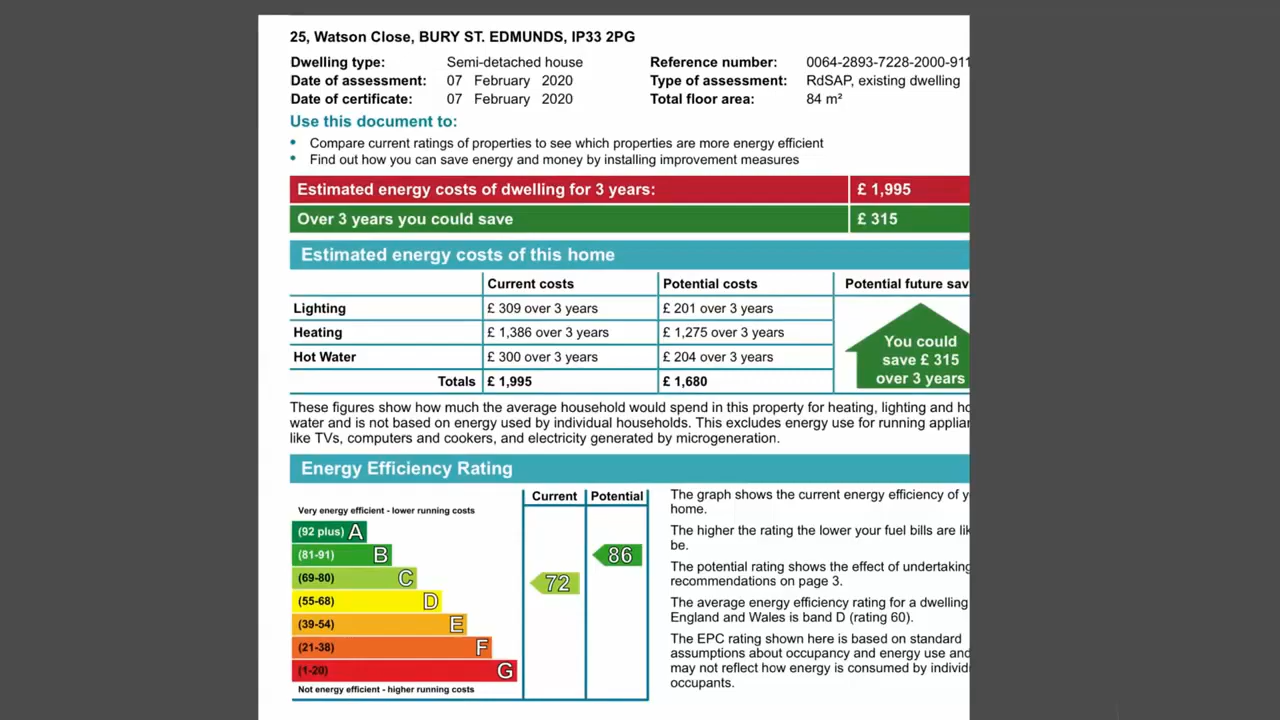 25, Watson Close, BURY ST. EDMUNDS, IP33 2PG
Dwelling type: Semi-detached house Reference number: 0064-2893-7228-2000-911
Date of assessment: 07 February 2020 Type of assessment: RdSAP, existing dwelling
Date of certificate: 07 February 2020 Total floor area: 84 m²
Use this document to:
• Compare current ratings of properties to see which properties are more energy efficient
• Find out how you can save energy and money by installing improvement measures
Estimated energy costs of dwelling for 3 years: £ 1,995
Over 3 years you could save £ 315
Estimated energy costs of this home
Current costs Potential costs Potential future sav
Lighting £ 309 over 3 years £ 201 over 3 years
Heating £ 1,386 over 3 years £ 1,275 over 3 years
Hot Water £ 300 over 3 years £ 204 over 3 years
Totals £ 1,995 £ 1,680
You could
save £ 315
over 3 years
These figures show how much the average household would spend in this property for heating, lighting and ho
water and is not based on energy used by individual households. This excludes energy use for running applian
like TVs, computers and cookers, and electricity generated by microgeneration.
Energy Efficiency Rating
Current Potential
Very energy efficient - lower running costs
(92 plus) A
(81-91) B 86
(69-80) C 72
(55-68) D
(39-54) E
(21-38) F
(1-20) G
Not energy efficient - higher running costs
The graph shows the current energy efficiency of y
home.
The higher the rating the lower your fuel bills are lik
be.
The potential rating shows the effect of undertaking
recommendations on page 3.
The average energy efficiency rating for a dwelling
England and Wales is band D (rating 60).
The EPC rating shown here is based on standard
assumptions about occupancy and energy use and
may not reflect how energy is consumed by individ
occupants.